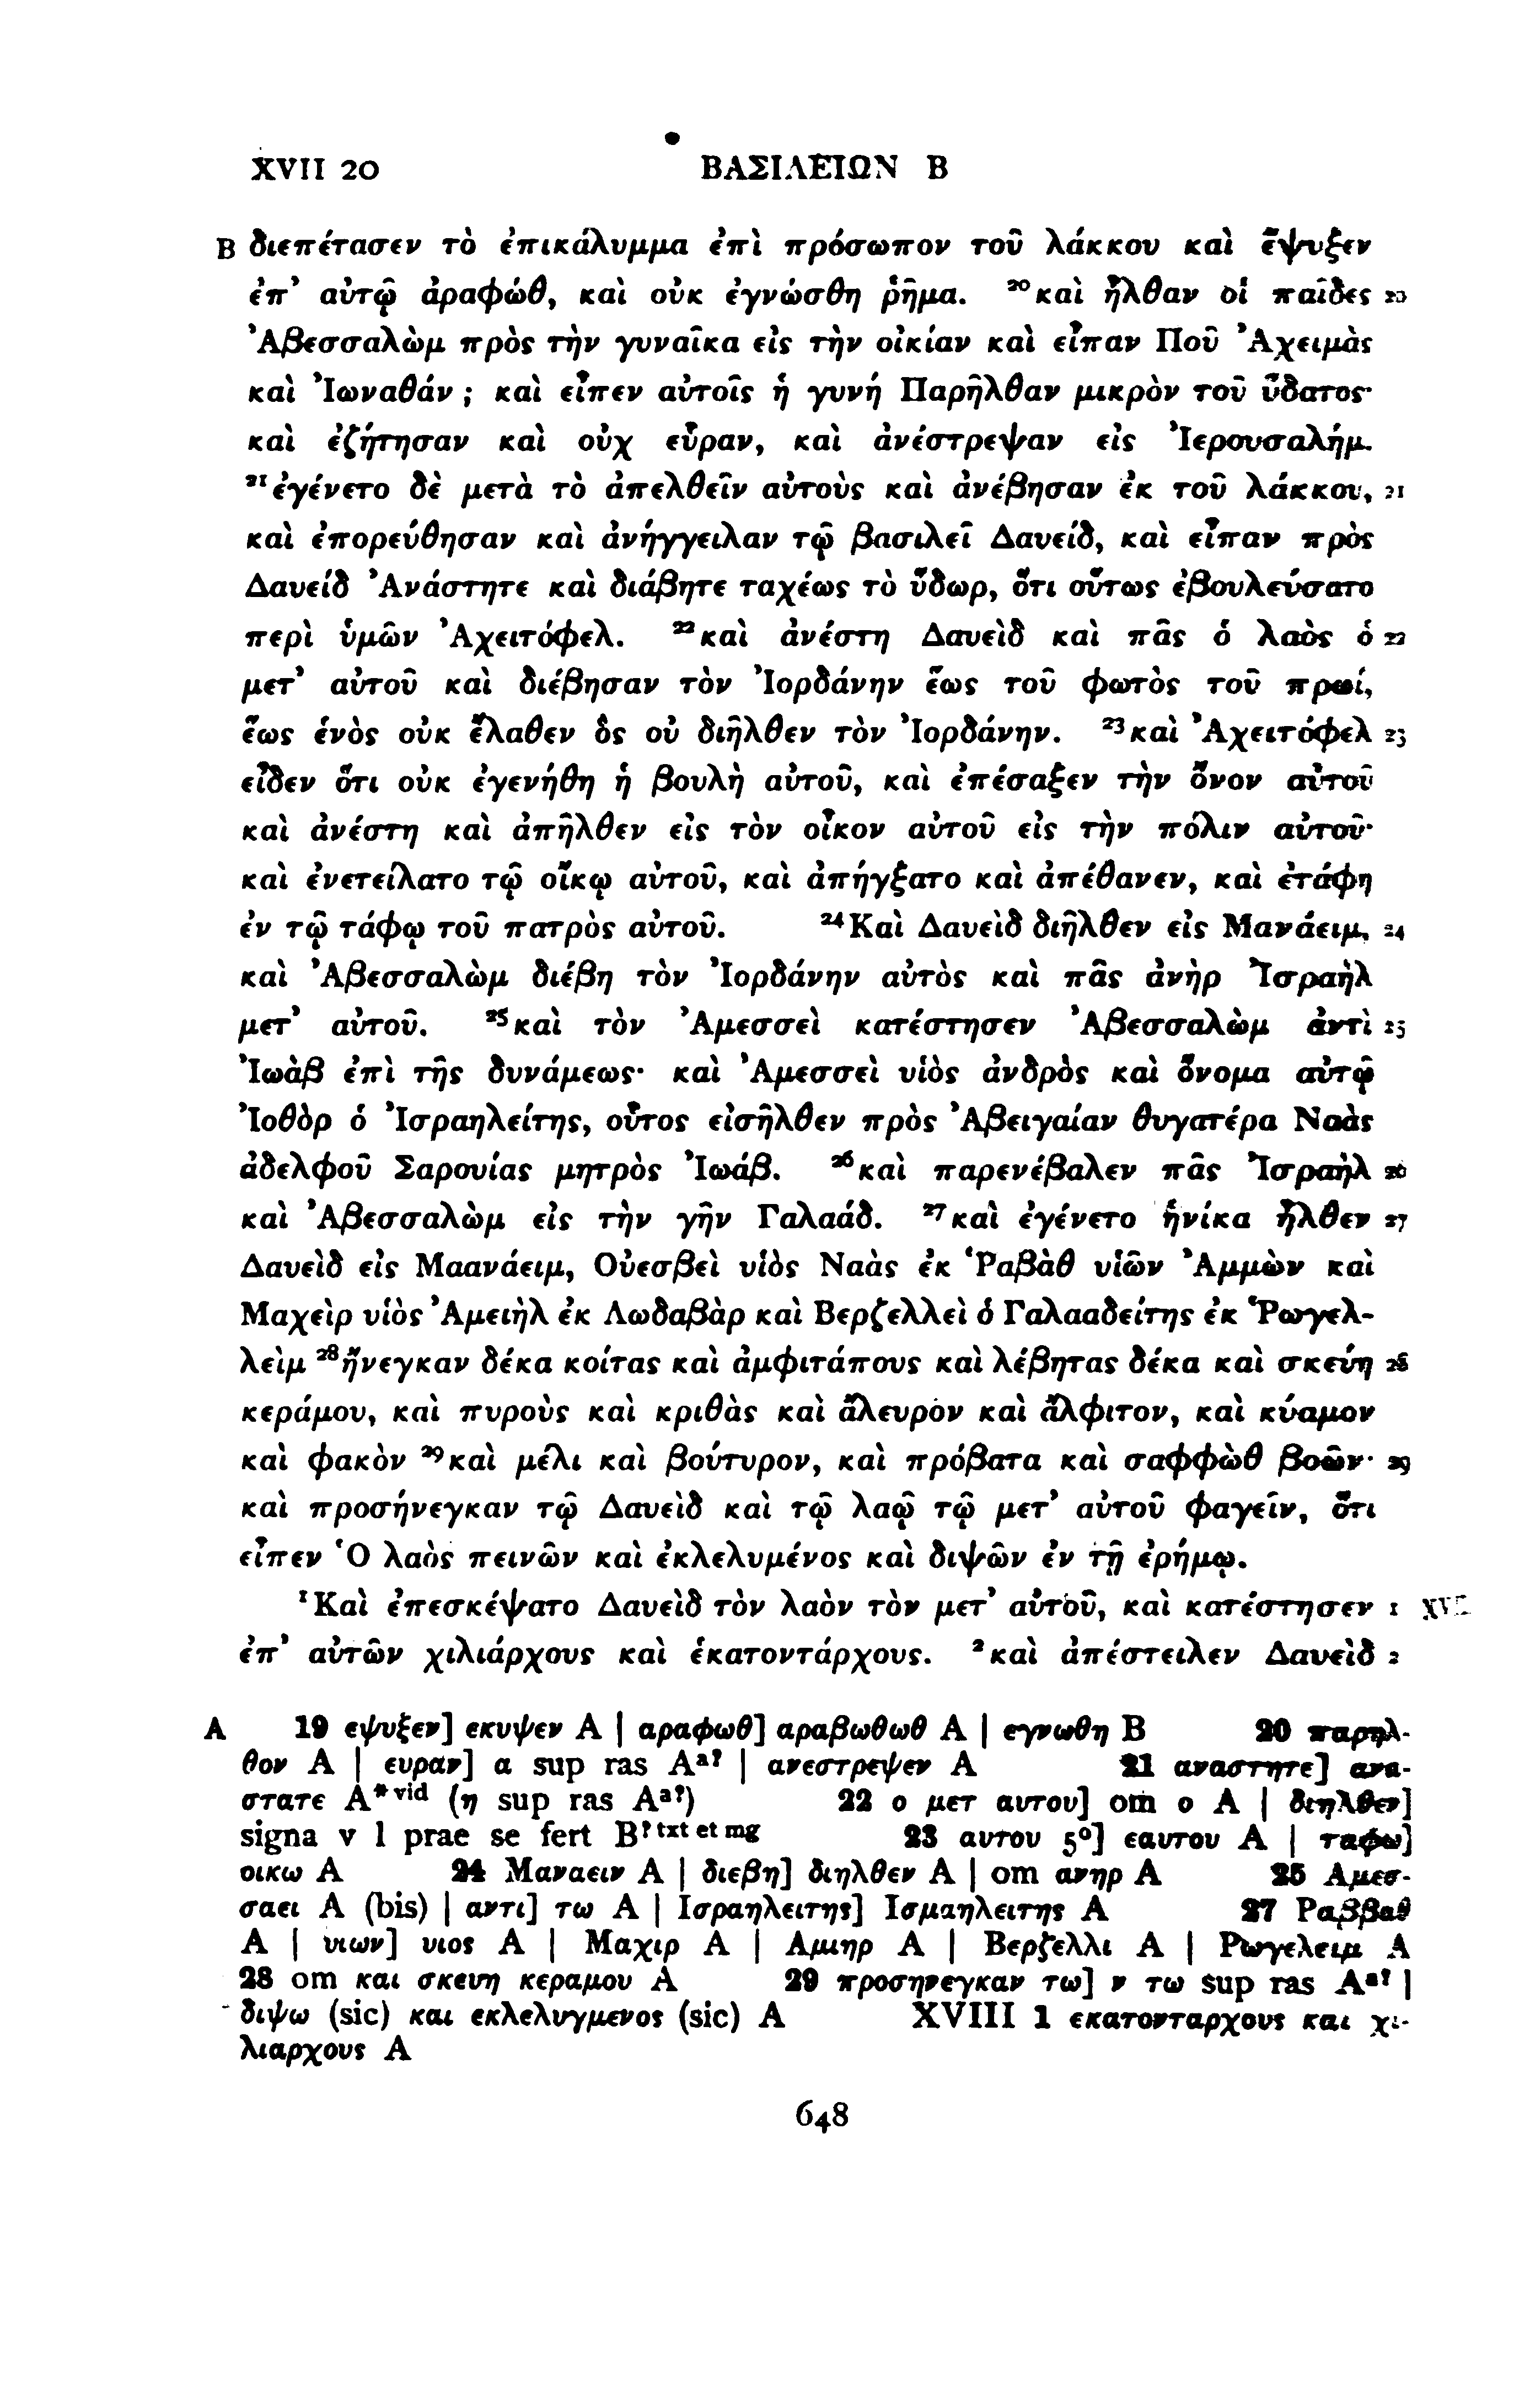 XVII 20 ΒΑΣΙΛΕΙΩΝ Β
B διεπέτασεν τὸ ἐπικάλυμμα ἐπὶ πρόσωπον τοῦ λάκκου καὶ ἔψυξεν
ἐπ’ αὐτῷ ἀραφώθ, καὶ οὐκ ἐγνώσθη ῥῆμα. ²⁰καὶ ἦλθαν οἱ παῖδες 20
Ἀβεσσαλὼμ πρὸς τὴν γυναῖκα εἰς τὴν οἰκίαν καὶ εἶπαν Ποῦ Ἀχειμὰς
καὶ Ἰωναθάν ; καὶ εἶπεν αὐτοῖς ἡ γυνή Παρῆλθαν μικρὸν τοῦ ὕδατος·
καὶ ἐζήτησαν καὶ οὐχ εὗραν, καὶ ἀνέστρεψαν εἰς Ἰερουσαλήμ.
²¹ἐγένετο δὲ μετὰ τὸ ἀπελθεῖν αὐτοὺς καὶ ἀνέβησαν ἐκ τοῦ λάκκου, 21
καὶ ἐπορεύθησαν καὶ ἀνήγγειλαν τῷ βασιλεῖ Δαυείδ, καὶ εἶπαν πρὸς
Δαυείδ Ἀνάστητε καὶ διάβητε ταχέως τὸ ὕδωρ, ὅτι οὕτως ἐβουλεύσατο
περὶ ὑμῶν Ἀχειτόφελ. ²²καὶ ἀνέστη Δαυεὶδ καὶ πᾶς ὁ λαὸς ὁ 22
μετ’ αὐτοῦ καὶ διέβησαν τὸν Ἰορδάνην ἕως τοῦ φωτὸς τοῦ πρωί,
ἕως ἑνὸς οὐκ ἔλαθεν ὃς οὐ διῆλθεν τὸν Ἰορδάνην. ²³καὶ Ἀχειτόφελ 23
εἶδεν ὅτι οὐκ ἐγενήθη ἡ βουλὴ αὐτοῦ, καὶ ἐπέσαξεν τὴν ὄνον αὐτοῦ
καὶ ἀνέστη καὶ ἀπῆλθεν εἰς τὸν οἶκον αὐτοῦ εἰς τὴν πόλιν αὐτοῦ·
καὶ ἐνετείλατο τῷ οἴκῳ αὐτοῦ, καὶ ἀπήγξατο καὶ ἀπέθανεν, καὶ ἐτάφη
ἐν τῷ τάφῳ τοῦ πατρὸς αὐτοῦ. ²⁴Καὶ Δαυεὶδ διῆλθεν εἰς Μανάειμ, 24
καὶ Ἀβεσσαλὼμ διέβη τὸν Ἰορδάνην αὐτὸς καὶ πᾶς ἀνὴρ Ἰσραὴλ
μετ’ αὐτοῦ. ²⁵καὶ τὸν Ἀμεσσεὶ κατέστησεν Ἀβεσσαλὼμ ἀντὶ 25
Ἰωὰβ ἐπὶ τῆς δυνάμεως· καὶ Ἀμεσσεὶ υἱὸς ἀνδρὸς καὶ ὄνομα αὐτῷ
Ἰοθὸρ ὁ Ἰσραηλείτης, οὗτος εἰσῆλθεν πρὸς Ἀβειγαίαν θυγατέρα Ναὰς
ἀδελφοῦ Σαρουίας μητρὸς Ἰωάβ. ²⁶καὶ παρενέβαλεν πᾶς Ἰσραὴλ 26
καὶ Ἀβεσσαλὼμ εἰς τὴν γῆν Γαλαάδ. ²⁷καὶ ἐγένετο ἡνίκα ἦλθεν 27
Δαυεὶδ εἰς Μαανάειμ, Οὐεσβεὶ υἱὸς Ναὰς ἐκ Ῥαβὰθ υἱῶν Ἀμμὼν καὶ
Μαχεὶρ υἱὸς Ἀμειὴλ ἐκ Λωδαβὰρ καὶ Βερζελλεὶ ὁ Γαλααδείτης ἐκ Ῥωγελ-
λεὶμ ²⁸ἤνεγκαν δέκα κοίτας καὶ ἀμφιτάπους καὶ λέβητας δέκα καὶ σκεύη 28
κεράμου, καὶ πυροὺς καὶ κριθὰς καὶ ἄλευρον καὶ ἄλφιτον, καὶ κύαμον
καὶ φακὸν ²⁹καὶ μέλι καὶ βούτυρον, καὶ πρόβατα καὶ σαφφὼθ βοῶν· 29
καὶ προσήνεγκαν τῷ Δαυεὶδ καὶ τῷ λαῷ τῷ μετ’ αὐτοῦ φαγεῖν, ὅτι
εἶπεν Ὁ λαὸς πεινῶν καὶ ἐκλελυμένος καὶ διψῶν ἐν τῇ ἐρήμῳ.
¹Καὶ ἐπεσκέψατο Δαυεὶδ τὸν λαὸν τὸν μετ’ αὐτοῦ, καὶ κατέστησεν 1
ἐπ’ αὐτῶν χιλιάρχους καὶ ἑκατοντάρχους. ²καὶ ἀπέστειλεν Δαυεὶδ 2
A 19 εψυξεν] εκυψεν A | αραφωθ] αραβωθωθ A | εγνωθη B 20 παρηλ-
θον A | ευραν] α sup ras Aᵃ? | ανεστρεψεν A 21 αναστητε] ανα-
στατε A*ᵛⁱᵈ (η sup ras Aᵃ?) 22 ο μετ αυτου] om ο A | διηλθεν]
signa v l prae se fert B? ᵗˣᵗ ᵉᵗ ᵐᵍ 23 αυτου 5°] εαυτου A | ταφω]
οικω A 24 Μαναειν A | διεβη] διηλθεν A | om ανηρ A 25 Αμεσ-
σαει A (bis) | αντι] τω A | Ισραηλειτης] Ισμαηλειτης A 27 Ραββαθ
A | υιων] υιος A | Μαχιρ A | Αμιηρ A | Βερζελλι A | Ρωγελειμ A
28 om και σκευη κεραμου A 29 προσηνεγκαν τω] ν τω sup ras Aᵃ? |
διψω (sic) και εκλελυγμενος (sic) A XVIII 1 εκατονταρχους και χι-
λιαρχους A
648